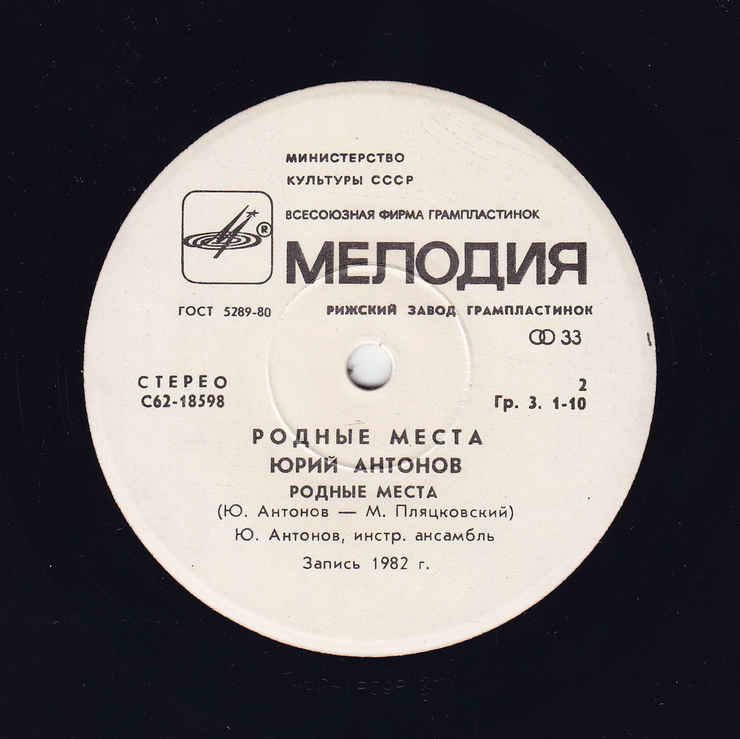 МИНИСТЕРСТВО
КУЛЬТУРЫ СССР
ВСЕСОЮЗНАЯ ФИРМА ГРАМПЛАСТИНОК
®
МЕЛОДИЯ
ГОСТ 5289-80
РИЖСКИЙ ЗАВОД ГРАМПЛАСТИНОК
33
СТЕРЕО
2
С62-18598
Гр. 3. 1-10
РОДНЫЕ МЕСТА
ЮРИЙ АНТОНОВ
РОДНЫЕ МЕСТА
(Ю. Антонов — М. Пляцковский)
Ю. Антонов, инстр. ансамбль
Запись 1982 г.